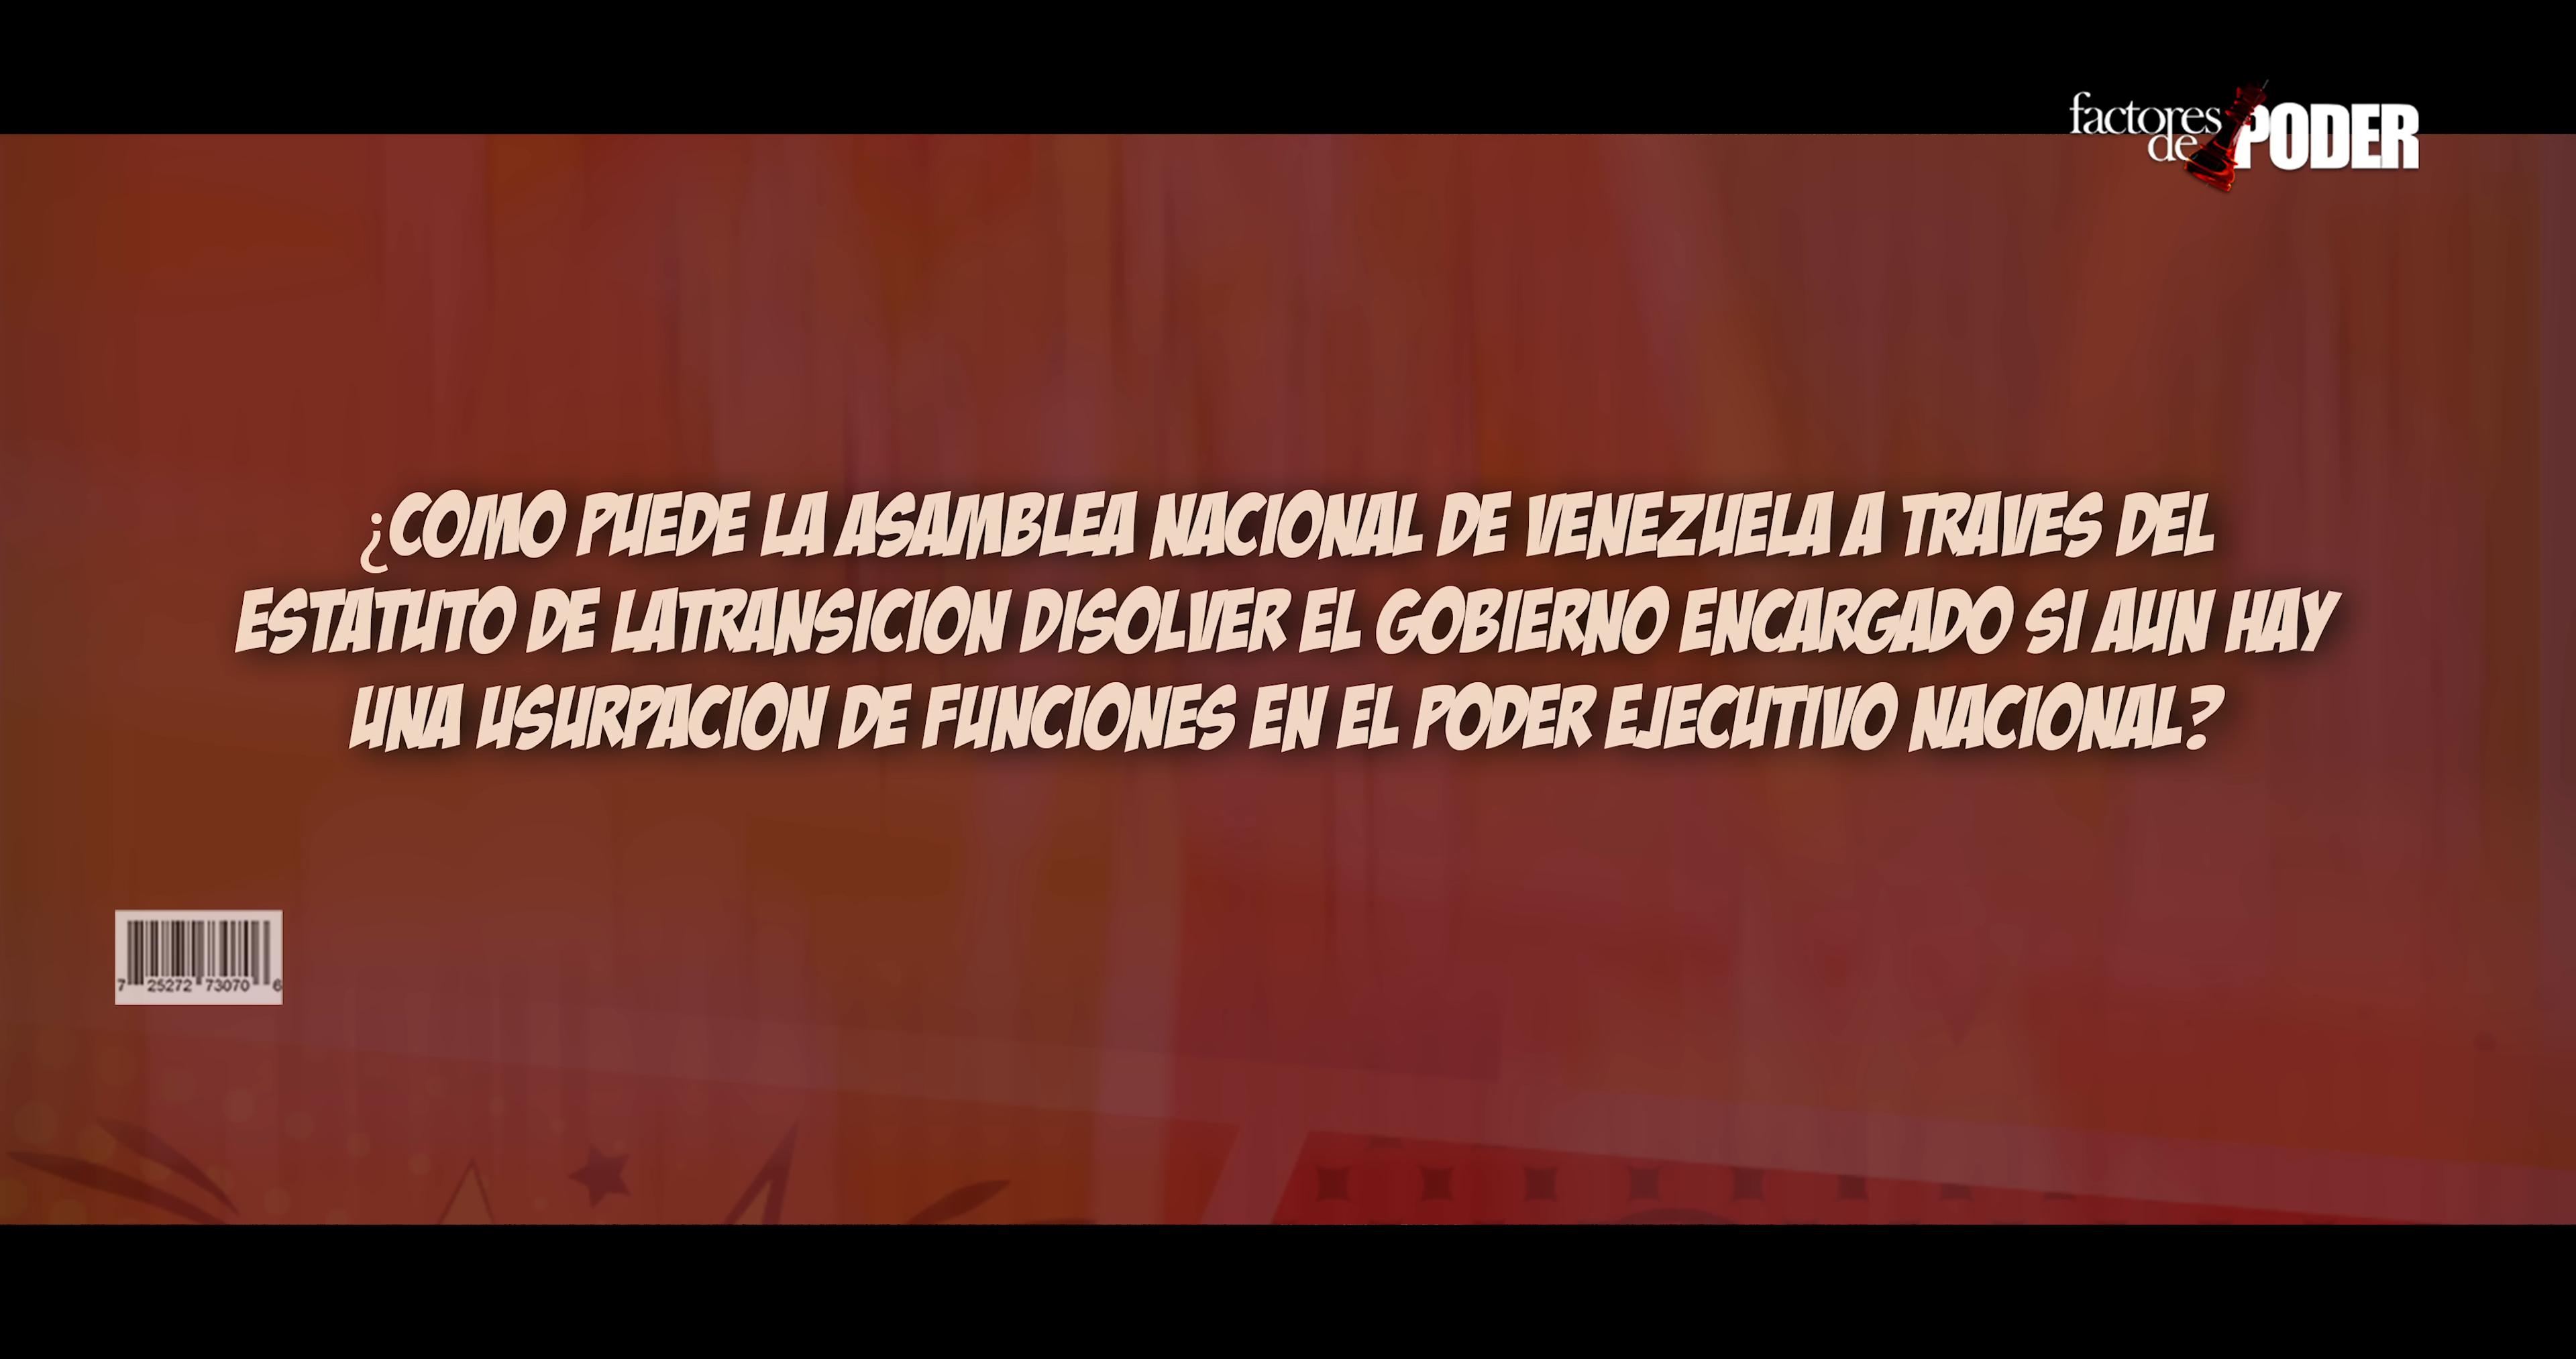 factores
de PODER
¿COMO PUEDE LA ASAMBLEA NACIONAL DE VENEZUELA A TRAVES DEL
ESTATUTO DE LATRANSICION DISOLVER EL GOBIERNO ENCARGADO SI AUN HAY
UNA USURPACION DE FUNCIONES EN EL PODER EJECUTIVO NACIONAL?
7 25272 73070 6